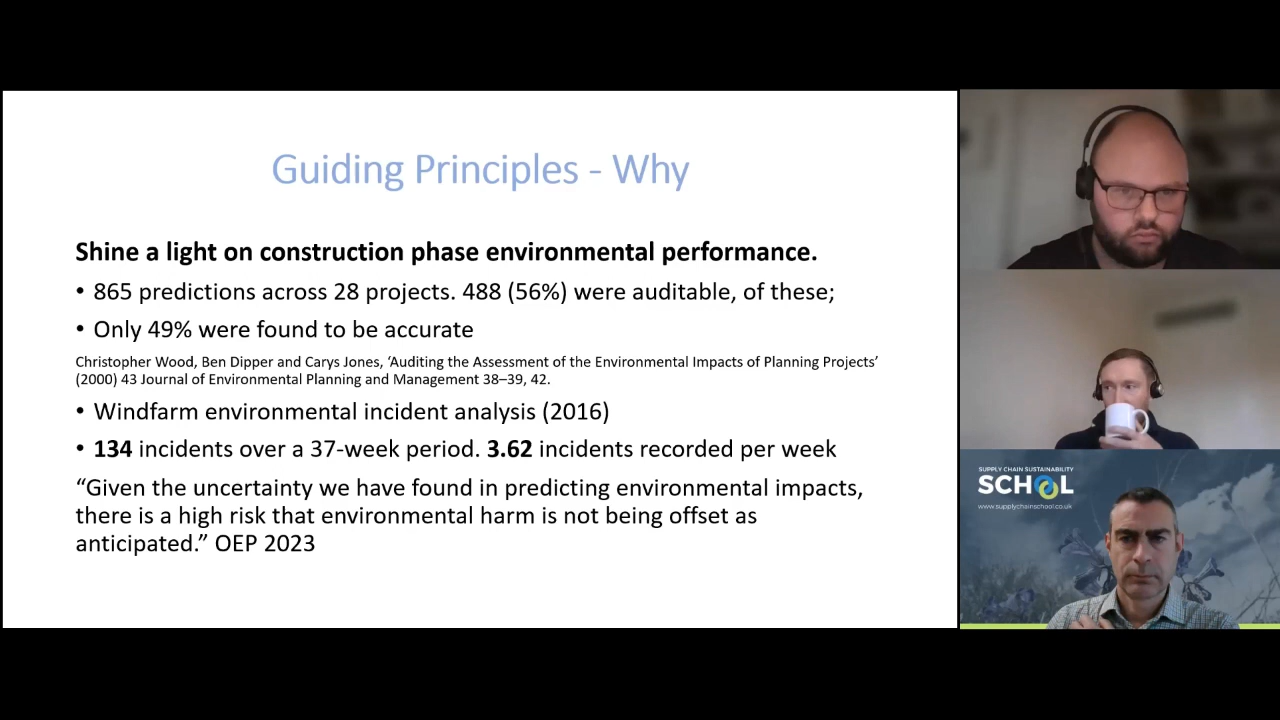 Guiding Principles - Why
Shine a light on construction phase environmental performance.
• 865 predictions across 28 projects. 488 (56%) were auditable, of these;
• Only 49% were found to be accurate
Christopher Wood, Ben Dipper and Carys Jones, ‘Auditing the Assessment of the Environmental Impacts of Planning Projects’
(2000) 43 Journal of Environmental Planning and Management 38–39, 42.
• Windfarm environmental incident analysis (2016)
• 134 incidents over a 37-week period. 3.62 incidents recorded per week
“Given the uncertainty we have found in predicting environmental impacts,
there is a high risk that environmental harm is not being offset as
anticipated.” OEP 2023
SUPPLY CHAIN SUSTAINABILITY
SCHOOL
www.supplychainschool.co.uk